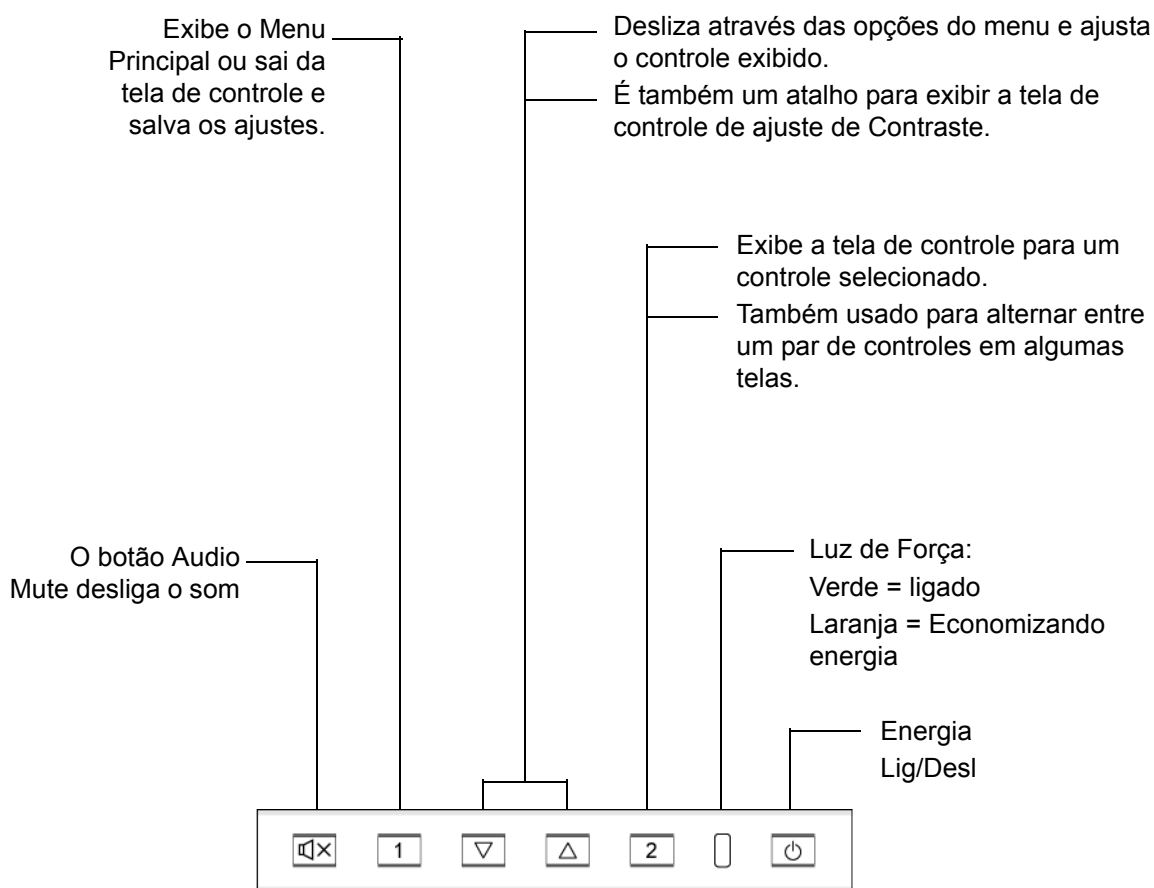 Exibe o Menu
Principal ou sai da
tela de controle e
salva os ajustes.
Desliza através das opções do menu e ajusta
o controle exibido.
É também um atalho para exibir a tela de
controle de ajuste de Contraste.
Exibe a tela de controle para um
controle selecionado.
Também usado para alternar entre
um par de controles em algumas
telas.
O botão Audio
Mute desliga o som
Luz de Força:
Verde = ligado
Laranja = Economizando
energia
Energia
Lig/Desl
1
2